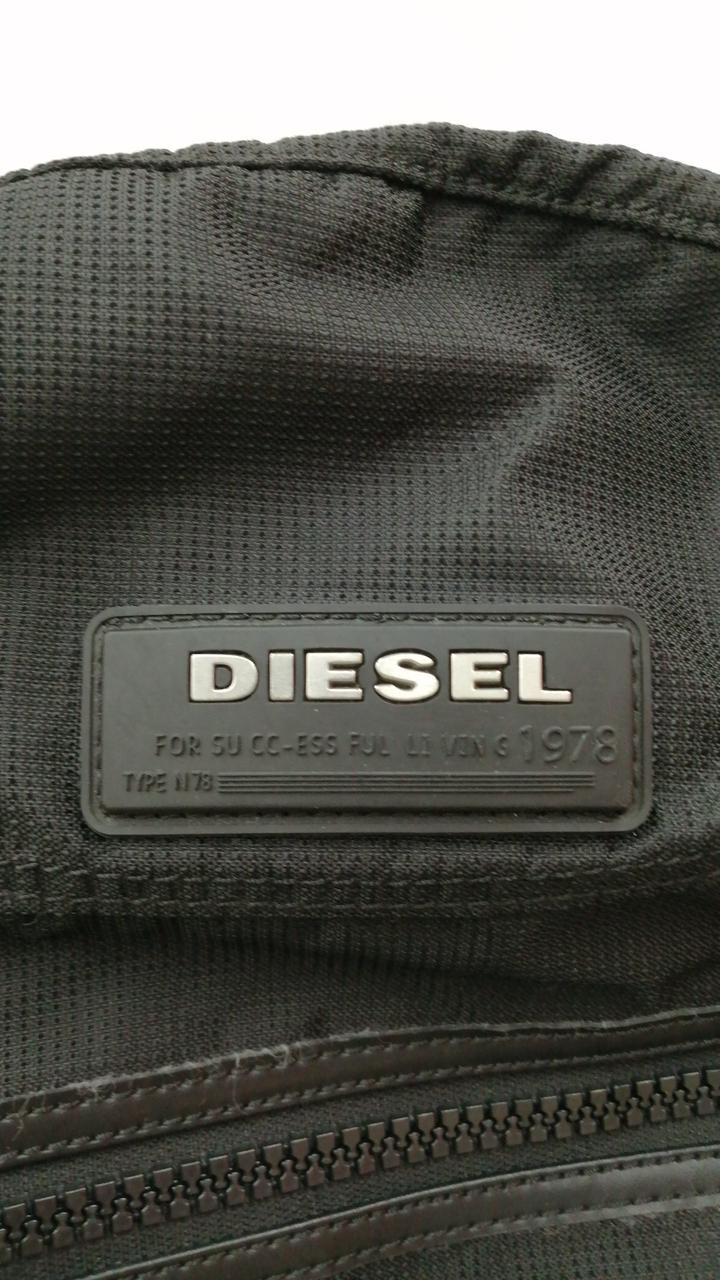 DIESEL
FOR SU CC-ESS FUL LI VIN G 1978
TYPE N78